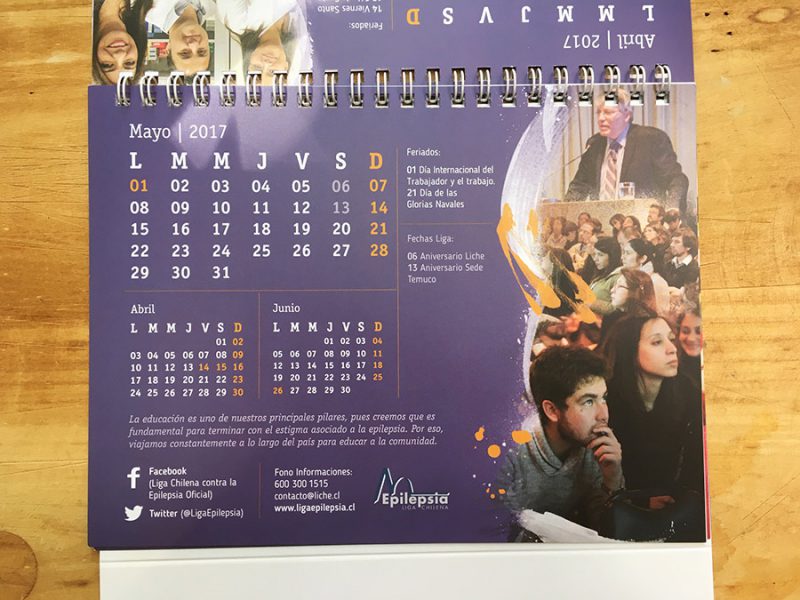 Abril | 2017
L M M J V S D
Feriados:
14 Viernes Santo
Mayo | 2017
L M M J V S D
01 02 03 04 05 06 07
08 09 10 11 12 13 14
15 16 17 18 19 20 21
22 23 24 25 26 27 28
29 30 31
Feriados:
01 Día Internacional del
Trabajador y el trabajo.
21 Día de las
Glorias Navales
Fechas Liga:
06 Aniversario Liche
13 Aniversario Sede
Temuco
Abril
L M M J V S D
01 02
03 04 05 06 07 08 09
10 11 12 13 14 15 16
17 18 19 20 21 22 23
24 25 26 27 28 29 30
Junio
L M M J V S D
01 02 03 04
05 06 07 08 09 10 11
12 13 14 15 16 17 18
19 20 21 22 23 24 25
26 27 28 29 30
La educación es uno de nuestros principales pilares, pues creemos que es
fundamental para terminar con el estigma asociado a la epilepsia. Por eso,
viajamos constantemente a lo largo del país para educar a la comunidad.
Facebook
(Liga Chilena contra la
Epilepsia Oficial)
Twitter (@LigaEpilepsia)
Fono Informaciones:
600 300 1515
contacto@liche.cl
www.ligaepilepsia.cl
Epilepsia
LIGA CHILENA